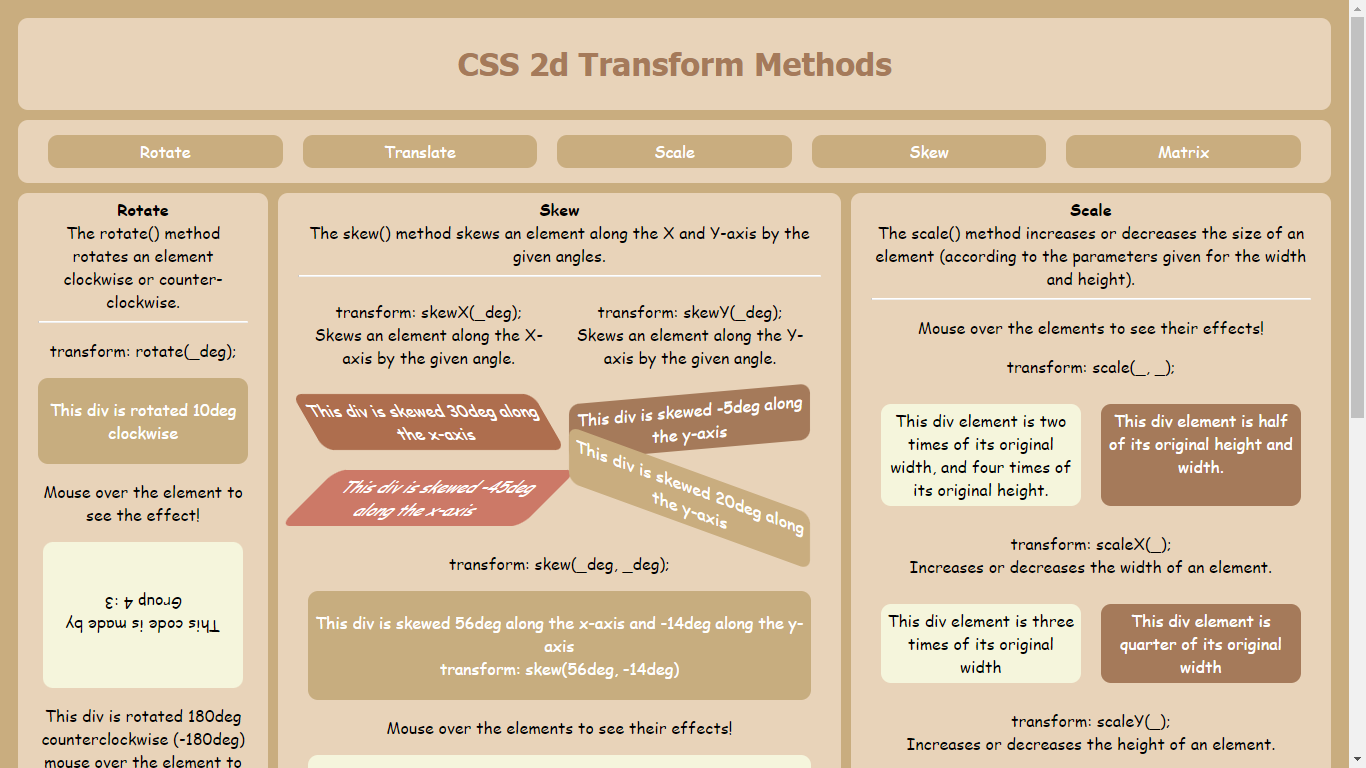 CSS 2d Transform Methods
Rotate
Translate
Scale
Skew
Matrix
Rotate
The rotate() method
rotates an element
clockwise or counter-
clockwise.
transform: rotate(_deg);
This div is rotated 10deg
clockwise
Mouse over the element to
see the effect!
This code is made by
Group 4 :3
This div is rotated 180deg
counterclockwise (-180deg)
mouse over the element to
Skew
The skew() method skews an element along the X and Y-axis by the
given angles.
transform: skewX(_deg);
Skews an element along the X-
axis by the given angle.
This div is skewed 30deg along
the x-axis
This div is skewed -45deg
along the x-axis
transform: skewY(_deg);
Skews an element along the Y-
axis by the given angle.
This div is skewed -5deg along
the y-axis
This div is skewed 20deg along
the y-axis
transform: skew(_deg, _deg);
This div is skewed 56deg along the x-axis and -14deg along the y-
axis
transform: skew(56deg, -14deg)
Mouse over the elements to see their effects!
Scale
The scale() method increases or decreases the size of an
element (according to the parameters given for the width
and height).
Mouse over the elements to see their effects!
transform: scale(_, _);
This div element is two
times of its original
width, and four times of
its original height.
This div element is half
of its original height and
width.
transform: scaleX(_);
Increases or decreases the width of an element.
This div element is three
times of its original
width
This div element is
quarter of its original
width
transform: scaleY(_);
Increases or decreases the height of an element.